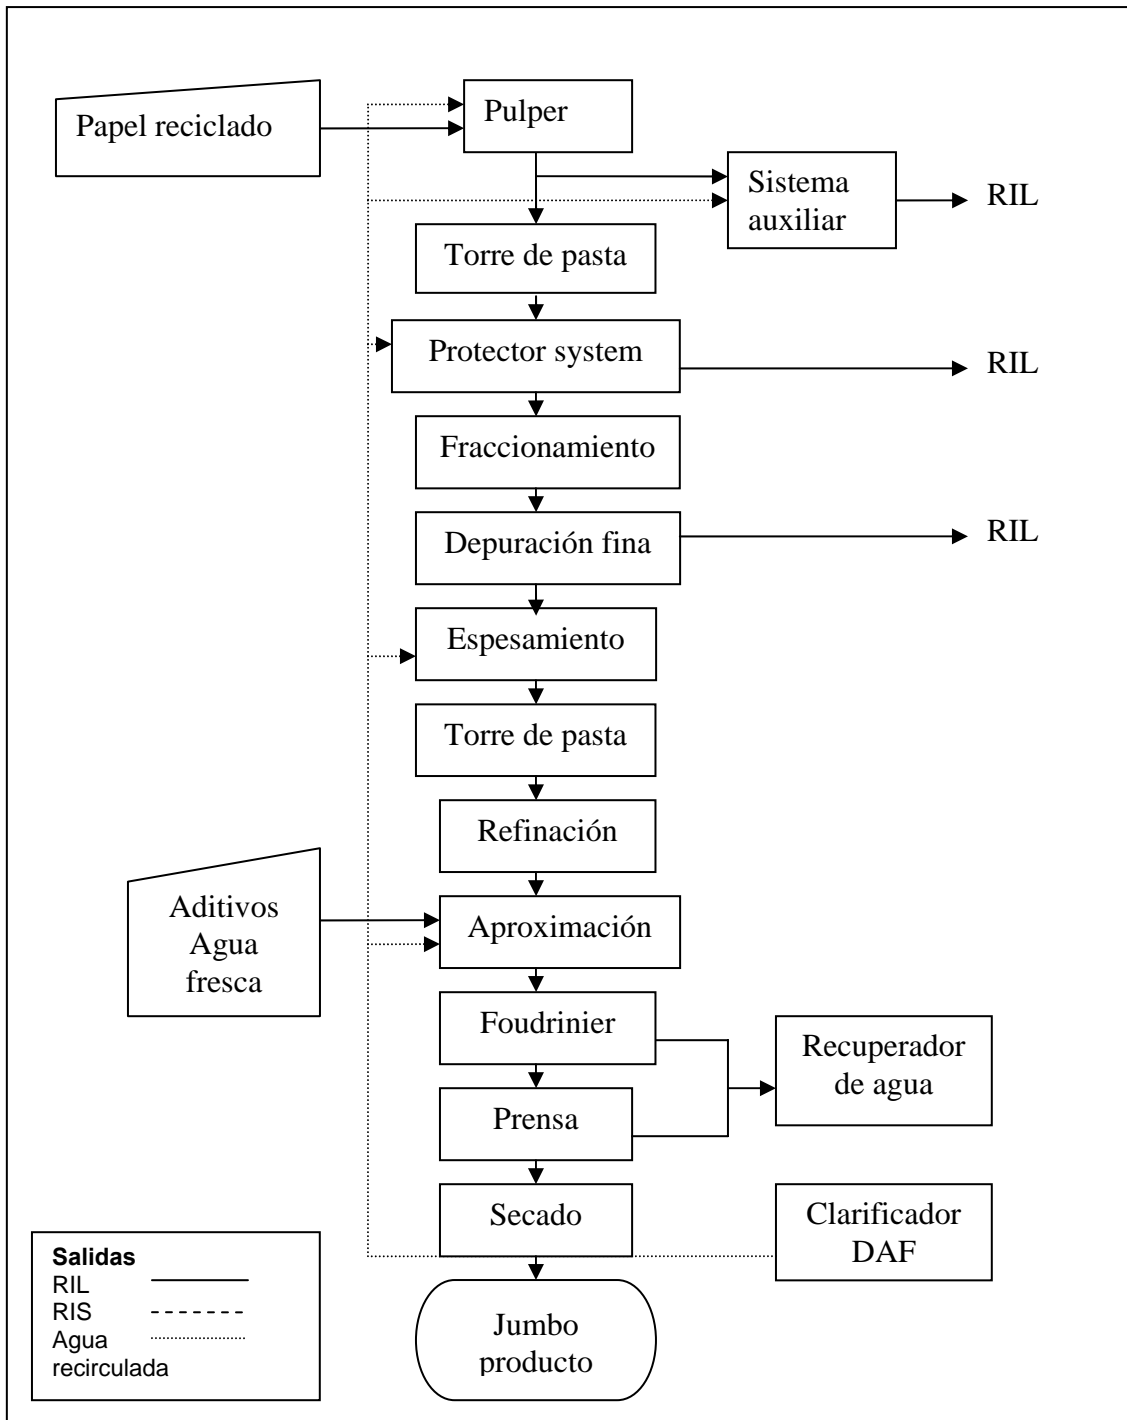 Papel reciclado
Pulper
Sistema
auxiliar
RIL
Torre de pasta
Protector system
RIL
Fraccionamiento
Depuración fina
RIL
Espesamiento
Torre de pasta
Refinación
Aditivos
Agua
fresca
Aproximación
Foudrinier
Recuperador
de agua
Prensa
Secado
Clarificador
DAF
Salidas
RIL
RIS
Agua
recirculada
Jumbo
producto